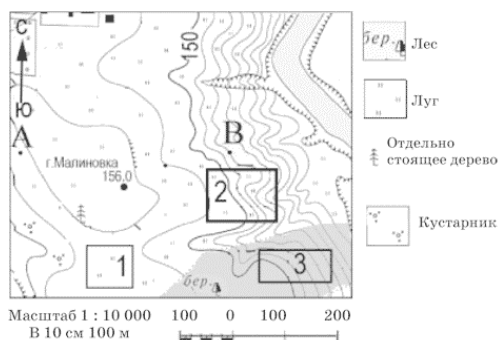 С
Ю
А
150
В
г.Малиновка
156,0
2
1
3
бер.
бер.
Лес
Луг
Отдельно
стоящее дерево
Кустарник
Масштаб 1 : 10 000
В 10 см 100 м
100 0 100 200